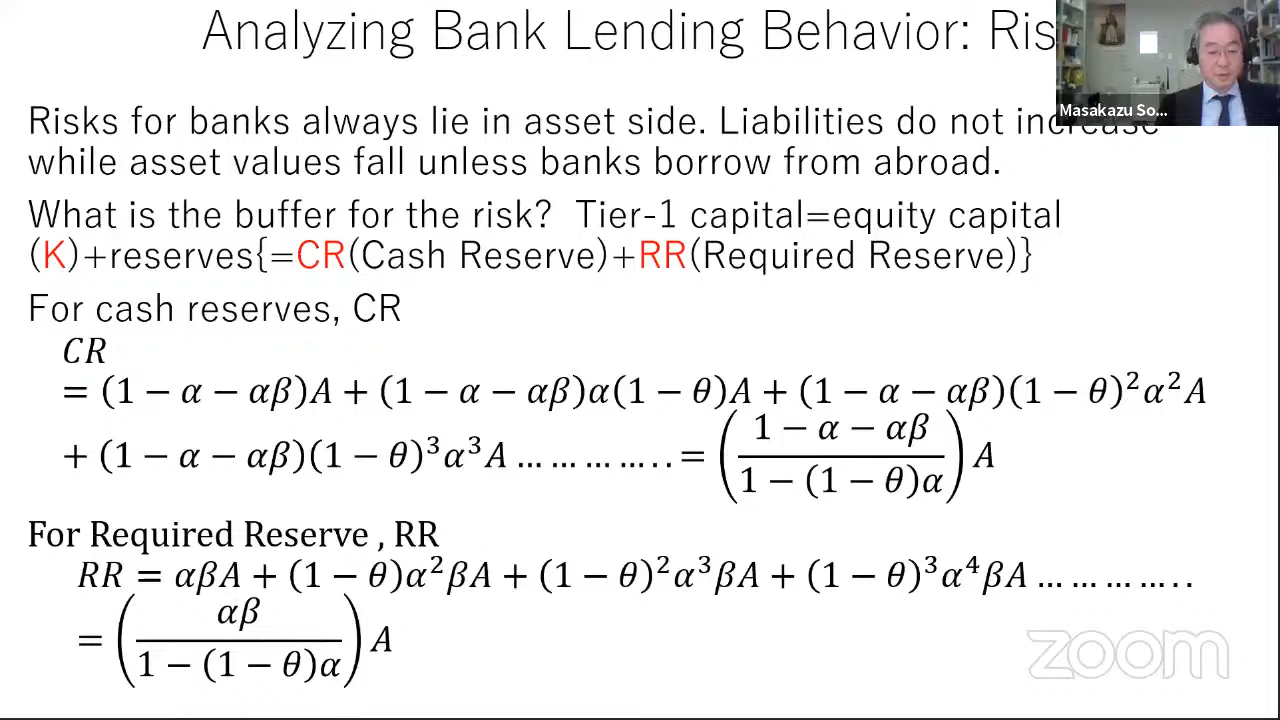 Analyzing Bank Lending Behavior: Ris
Masakazu So...
Risks for banks always lie in asset side. Liabilities do not increase
while asset values fall unless banks borrow from abroad.
What is the buffer for the risk?  Tier-1 capital=equity capital
(K)+reserves{=CR(Cash Reserve)+RR(Required Reserve)}
For cash reserves, CR
CR
= (1 − α − αβ)A + (1 − α − αβ)α(1 − θ)A + (1 − α − αβ)(1 − θ)²α²A
+ (1 − α − αβ)(1 − θ)³α³A … … … … . . = ((1 − α − αβ)/(1 − (1 − θ)α)) A
For Required Reserve , RR
RR = αβA + (1 − θ)α²βA + (1 − θ)²α³βA + (1 − θ)³α⁴βA … … … … . .
= (αβ/(1 − (1 − θ)α)) A
zoom